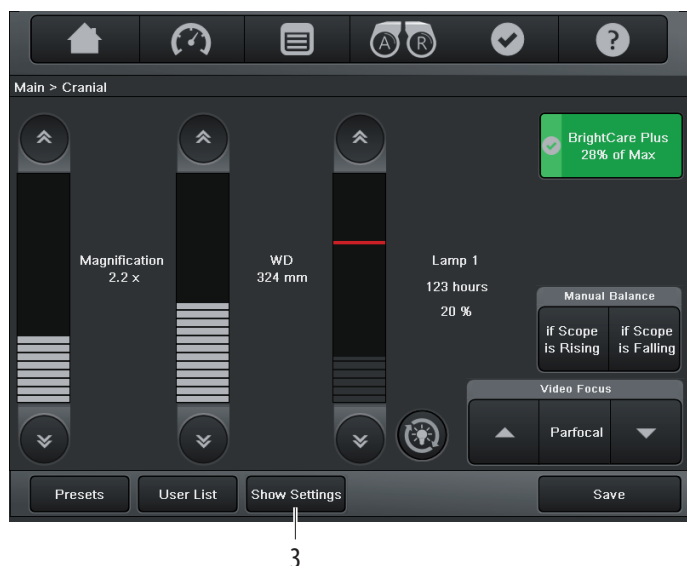 A R
?
Main > Cranial
BrightCare Plus
28% of Max
Magnification
2.2 x
WD
324 mm
Lamp 1
123 hours
20 %
Manual Balance
if Scope
is Rising
if Scope
is Falling
Video Focus
Parfocal
Presets
User List
Show Settings
Save
3